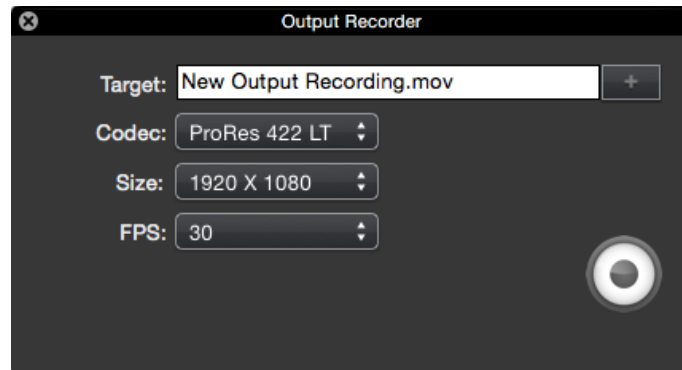 Output Recorder
Target: New Output Recording.mov +
Codec: ProRes 422 LT
Size: 1920 X 1080
FPS: 30